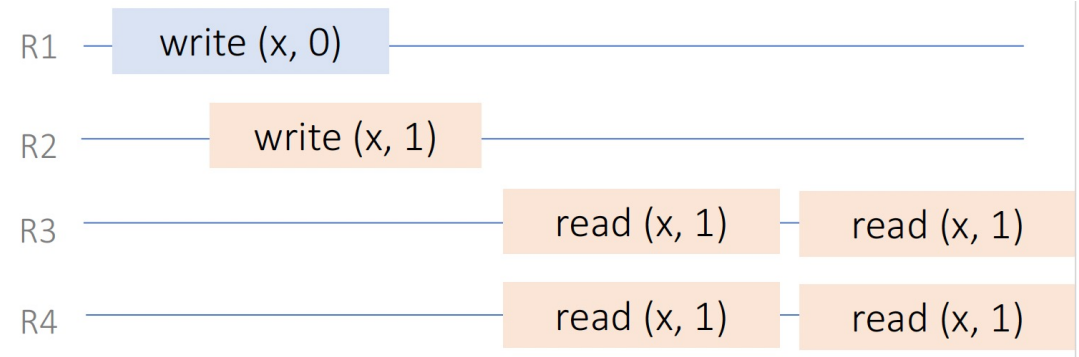 R1 write (x, 0)
R2 write (x, 1)
R3 read (x, 1) read (x, 1)
R4 read (x, 1) read (x, 1)